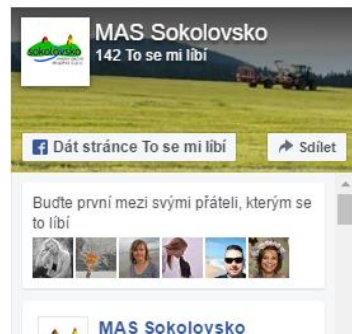 MAS Sokolovsko
142 To se mi líbí
sokolovsko
Dát stránce To se mi líbí
Sdílet
Buďte první mezi svými přáteli, kterým se
to líbí
MAS Sokolovsko